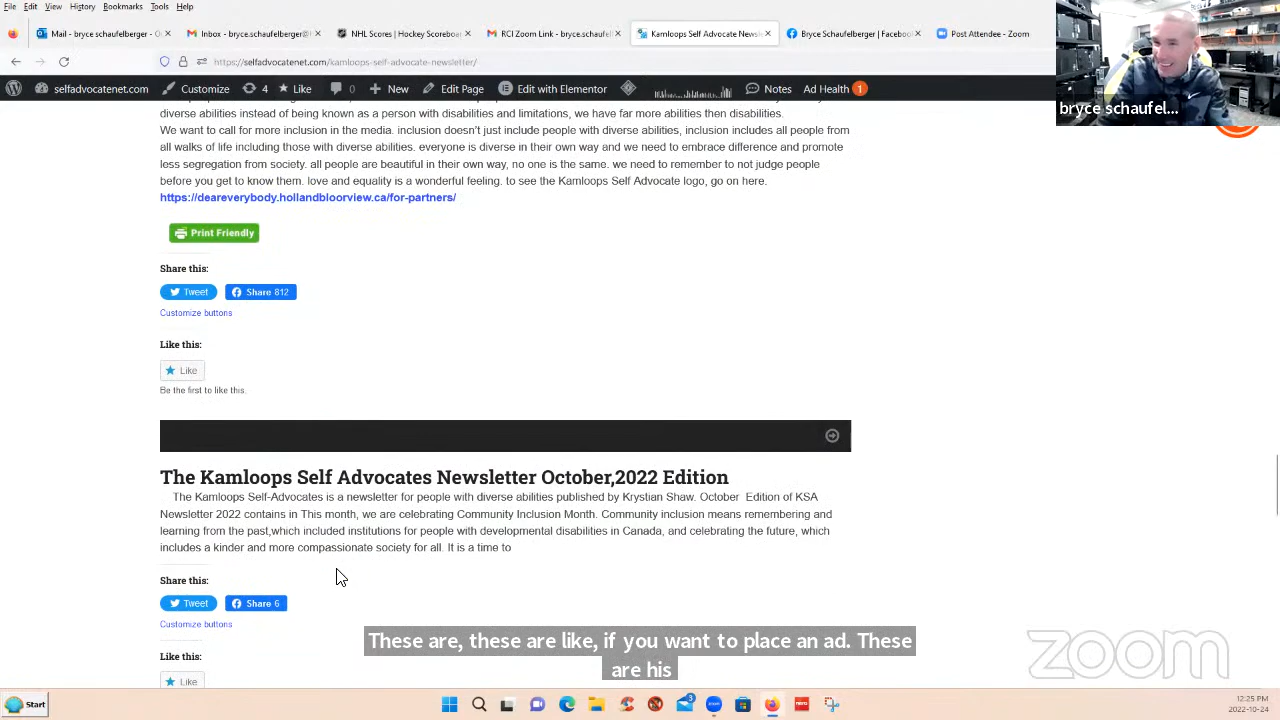 File Edit View History Bookmarks Tools Help
Mail - bryce.schaufelberger - O
Inbox - bryce.schaufelberger@
NHL Scores | Hockey Scoreboar
RCI Zoom Link - bryce.schaufelb
Kamloops Self Advocate Newsl
Bryce Schaufelberger | Facebook
Post Attendee - Zoom
https://selfadvocatenet.com/kamloops-self-advocate-newsletter/
selfadvocatenet.com Customize 4 Like 0 New Edit Page Edit with Elementor Notes Ad Health 1
bryce schaufel...
diverse abilities instead of being known as a person with disabilities and limitations, we have far more abilities then disabilities.
We want to call for more inclusion in the media. inclusion doesn't just include people with diverse abilities, inclusion includes all people from
all walks of life including those with diverse abilities. everyone is diverse in their own way and we need to embrace difference and promote
less segregation from society. all people are beautiful in their own way, no one is the same. we need to remember to not judge people
before you get to know them. love and equality is a wonderful feeling. to see the Kamloops Self Advocate logo, go on here.
https://deareverybody.hollandbloorview.ca/for-partners/
Print Friendly
Share this:
Tweet Share 812
Customize buttons
Like this:
Like
Be the first to like this.
The Kamloops Self Advocates Newsletter October,2022 Edition
The Kamloops Self-Advocates is a newsletter for people with diverse abilities published by Krystian Shaw. October Edition of KSA
Newsletter 2022 contains in This month, we are celebrating Community Inclusion Month. Community inclusion means remembering and
learning from the past,which included institutions for people with developmental disabilities in Canada, and celebrating the future, which
includes a kinder and more compassionate society for all. It is a time to
Share this:
Tweet Share 6
Customize buttons
Like this:
Like
These are, these are like, if you want to place an ad. These
are his
zoom
Start
3
zoom
nero
12:25 PM
2022-10-24